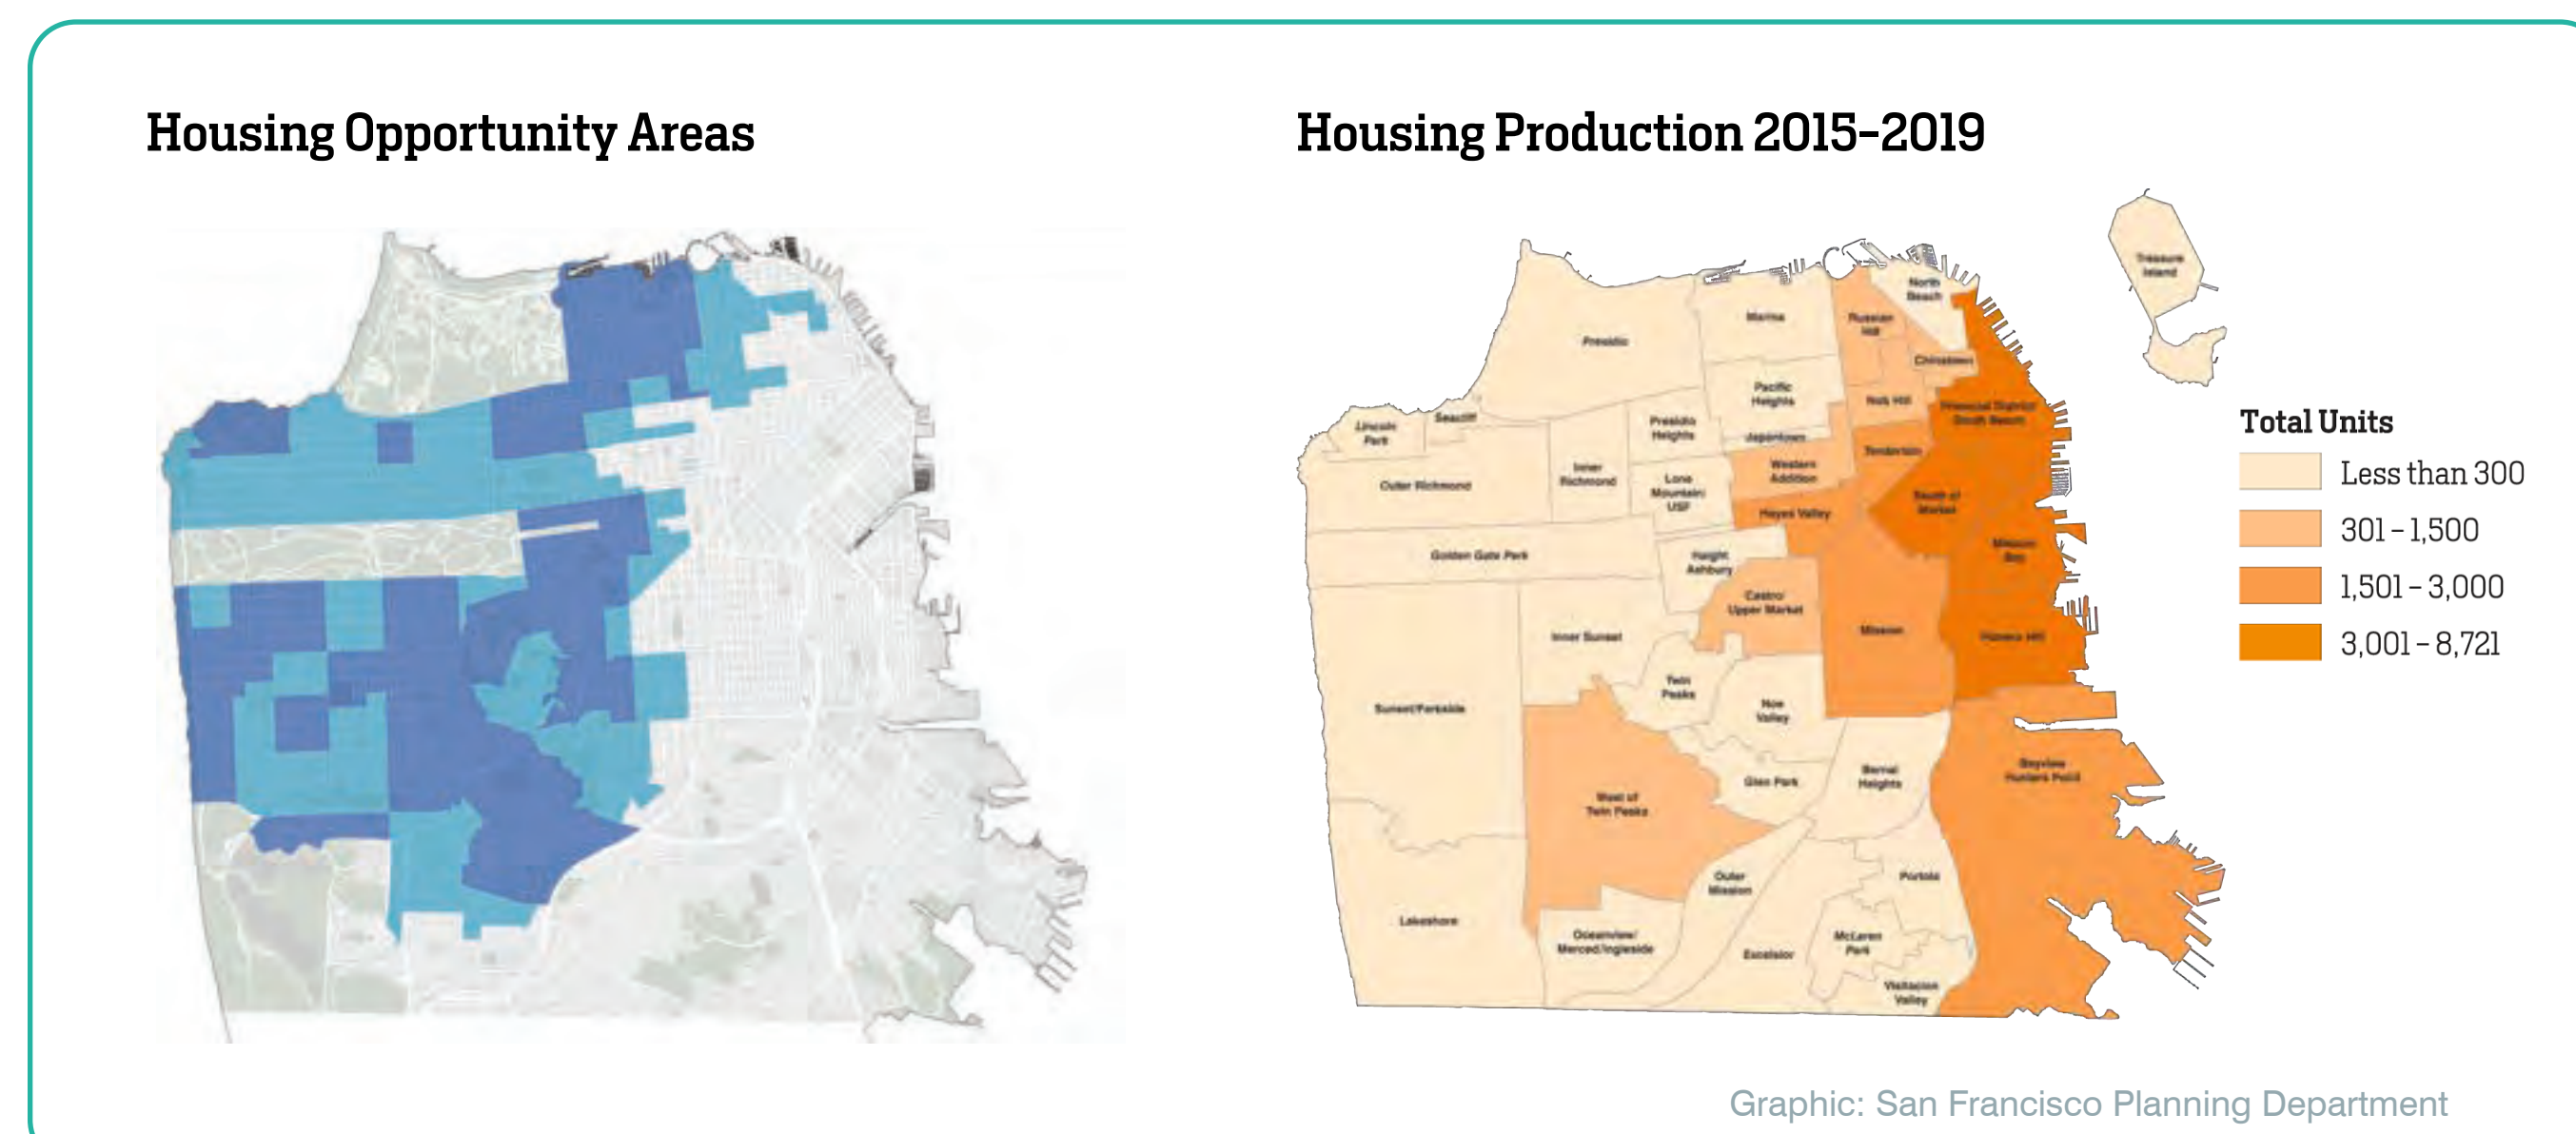 Housing Opportunity Areas
Housing Production 2015–2019
Treasure
Island
North
Beach
Marina
Russian
Hill
Presidio
Chinatown
Pacific
Heights
Nob Hill
Financial District/
South Beach
Lincoln
Park
Seacliff
Presidio
Heights
Japantown
Tenderloin
Western
Addition
Outer Richmond
Inner
Richmond
Lone
Mountain/
USF
South of
Market
Hayes Valley
Mission
Bay
Golden Gate Park
Haight
Ashbury
Castro/
Upper Market
Mission
Potrero Hill
Inner Sunset
Twin
Peaks
Noe
Valley
Sunset/Parkside
Glen Park
Bernal
Heights
Bayview
Hunters Point
West of
Twin Peaks
Outer
Mission
Portola
Lakeshore
Oceanview/
Merced/Ingleside
Excelsior
McLaren
Park
Visitacion
Valley
Total Units
Less than 300
301 – 1,500
1,501 – 3,000
3,001 – 8,721
Graphic: San Francisco Planning Department